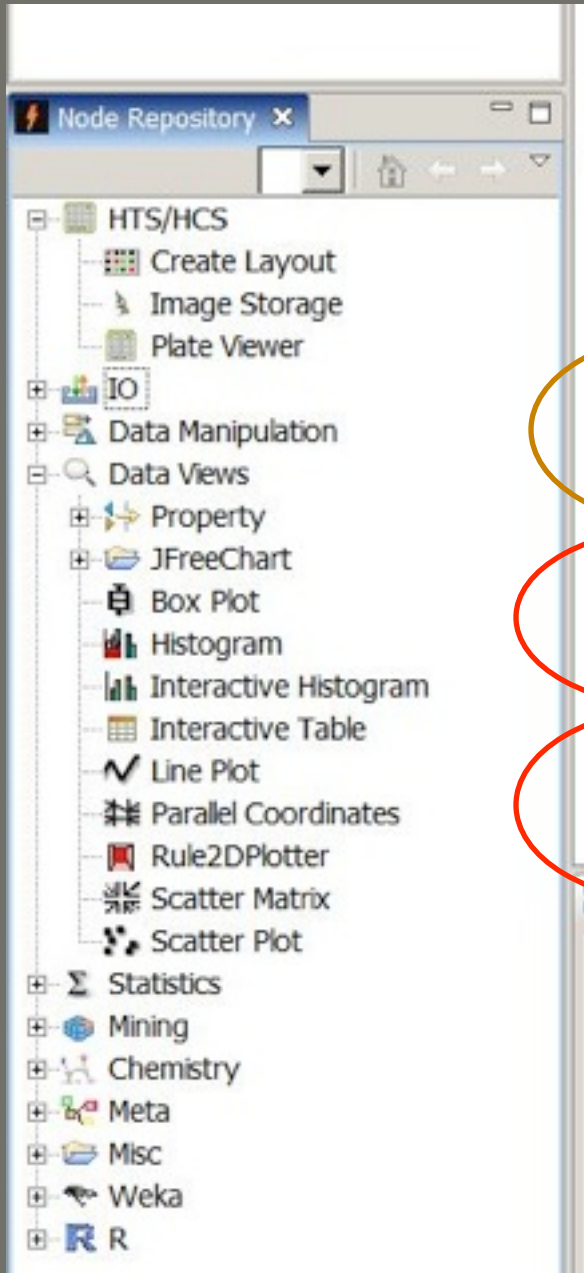 Node Repository
HTS/HCS
Create Layout
Image Storage
Plate Viewer
IO
Data Manipulation
Data Views
Property
JFreeChart
Box Plot
Histogram
Interactive Histogram
Interactive Table
Line Plot
Parallel Coordinates
Rule2DPlotter
Scatter Matrix
Scatter Plot
Σ Statistics
Mining
Chemistry
Meta
Misc
Weka
R R